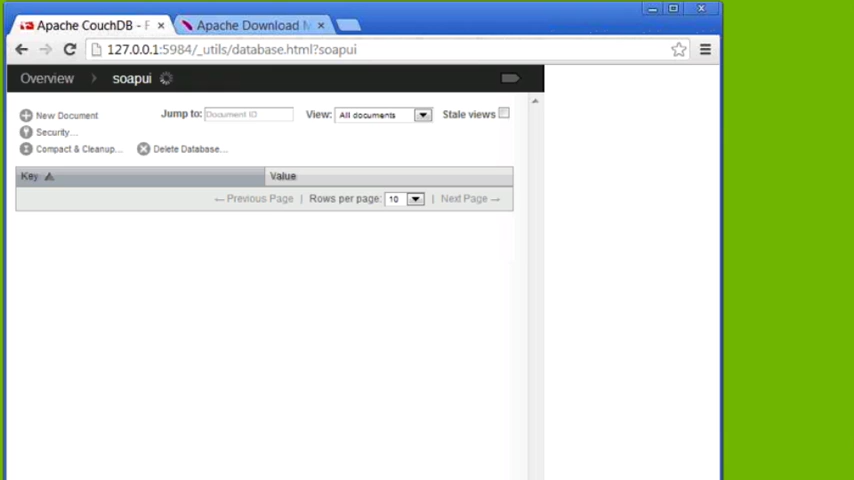 Apache CouchDB - F
Apache Download M
127.0.0.1:5984/_utils/database.html?soapui
Overview soapui
New Document Jump to: Document ID View: All documents Stale views
Security...
Compact & Cleanup... Delete Database...
Key Value
← Previous Page | Rows per page: 10 | Next Page →